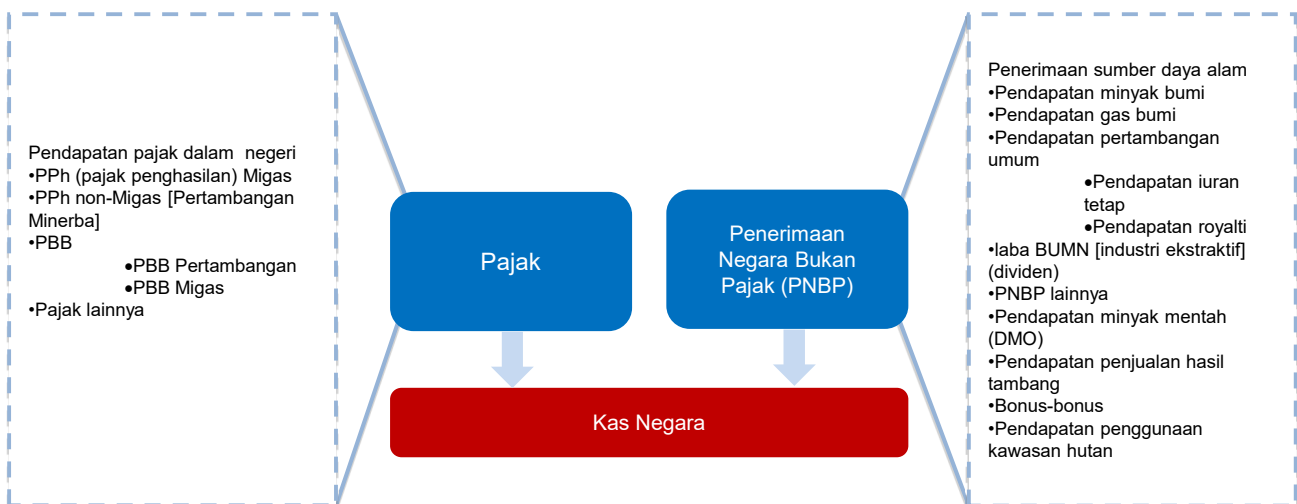 Pendapatan pajak dalam  negeri
•PPh (pajak penghasilan) Migas
•PPh non-Migas [Pertambangan
Minerba]
•PBB
•PBB Pertambangan
•PBB Migas
•Pajak lainnya
Pajak
Penerimaan
Negara Bukan
Pajak (PNBP)
Kas Negara
Penerimaan sumber daya alam
•Pendapatan minyak bumi
•Pendapatan gas bumi
•Pendapatan pertambangan
umum
•Pendapatan iuran
tetap
•Pendapatan royalti
•laba BUMN [industri ekstraktif]
(dividen)
•PNBP lainnya
•Pendapatan minyak mentah
(DMO)
•Pendapatan penjualan hasil
tambang
•Bonus-bonus
•Pendapatan penggunaan
kawasan hutan